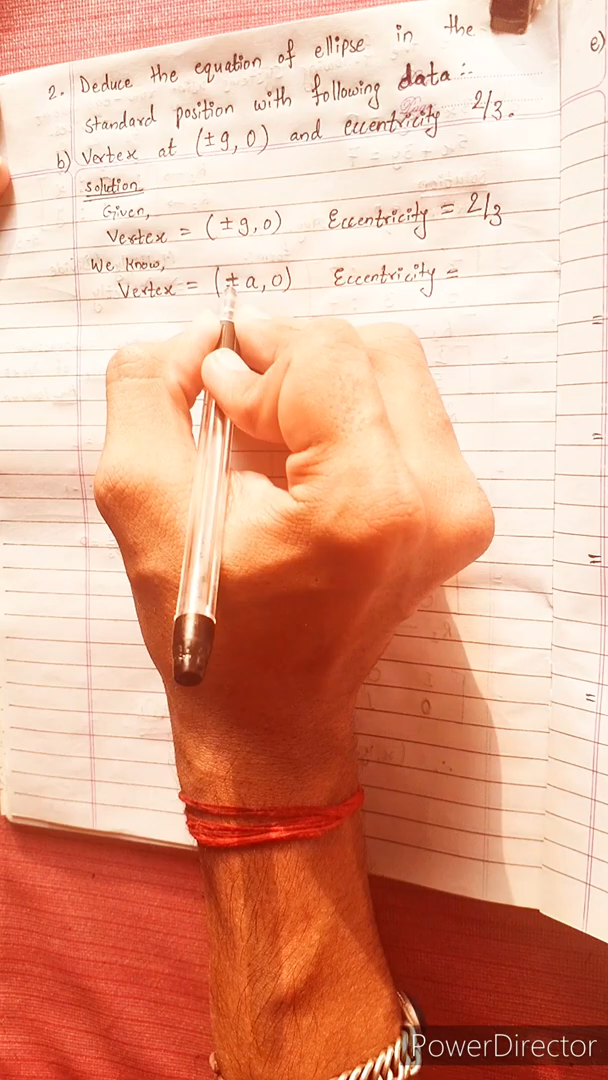 2. Deduce the equation of ellipse in the
standard position with following data :-
b) Vertex at (±9, 0) and eccentricity 2/3.
solution
Given,
Vertex = (±9, 0) Eccentricity = 2/3
We Know,
Vertex = (± a, 0) Eccentricity =
e)
PowerDirector